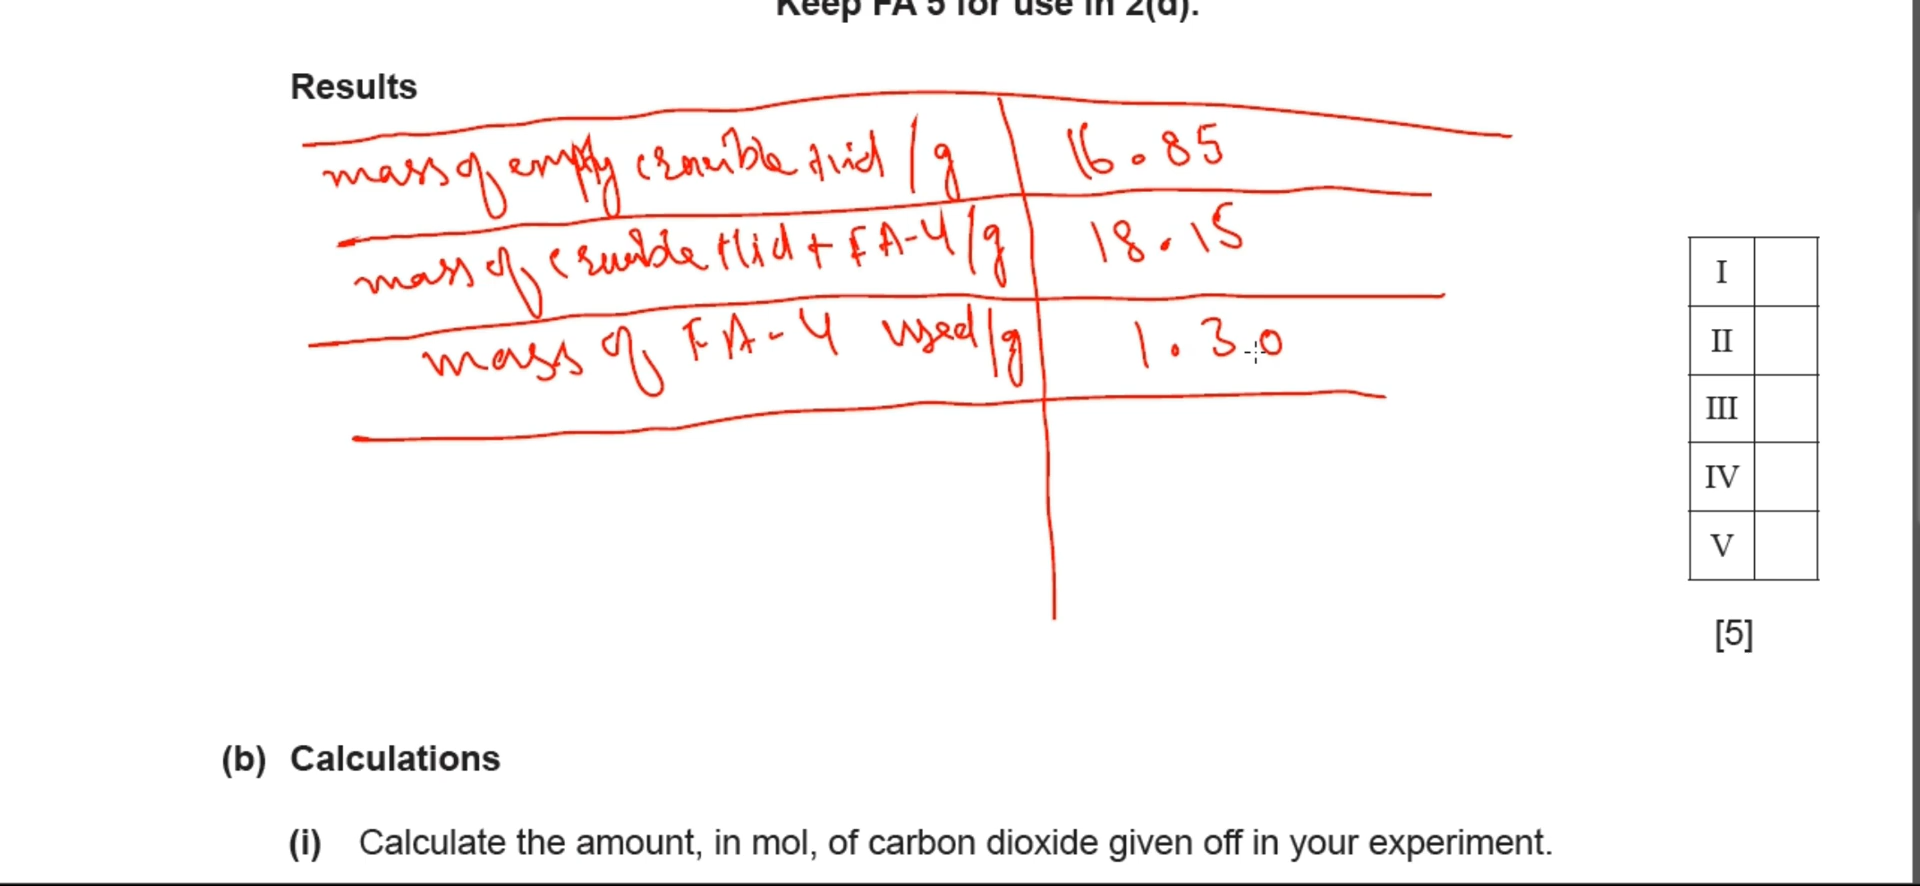 Keep FA 5 for use in 2(d).
Results
mass of empty crucible + lid / g 16.85
mass of crucible + lid + FA-4 / g 18.15
mass of FA-4 used / g 1.30
I
II
III
IV
V
[5]
(b) Calculations
(i) Calculate the amount, in mol, of carbon dioxide given off in your experiment.